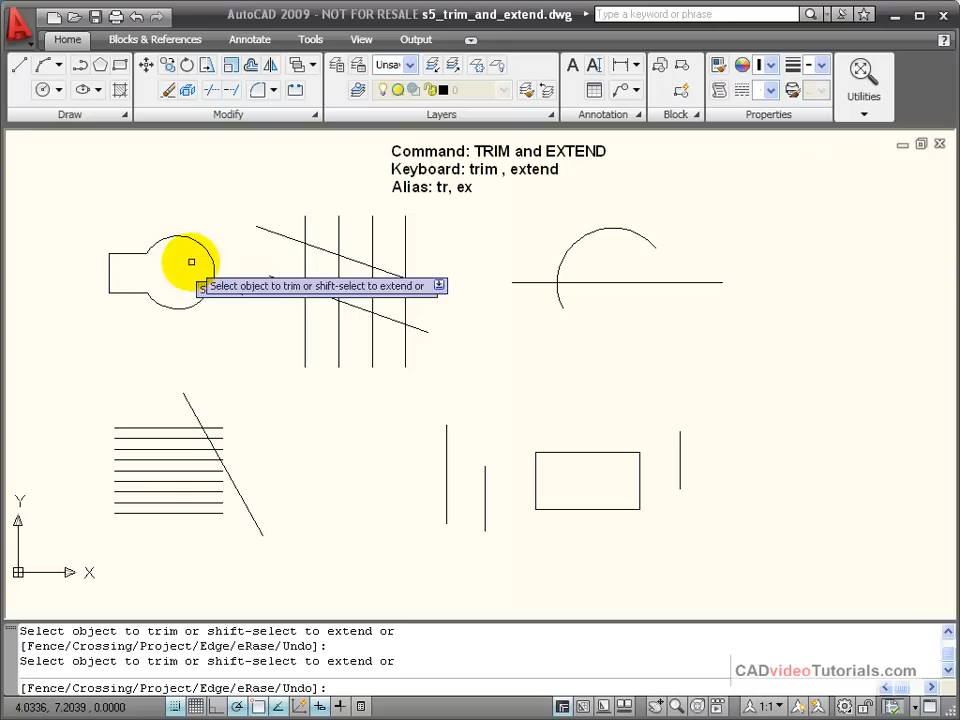 AutoCAD 2009 - NOT FOR RESALE s5_trim_and_extend.dwg
Type a keyword or phrase
Home
Blocks & References
Annotate
Tools
View
Output
Unsa
0
Utilities
Draw
Modify
Layers
Annotation
Block
Properties
Command: TRIM and EXTEND
Keyboard: trim , extend
Alias: tr, ex
Select object to trim or shift-select to extend or
Y
X
Select object to trim or shift-select to extend or
[Fence/Crossing/Project/Edge/eRase/Undo]:
Select object to trim or shift-select to extend or
[Fence/Crossing/Project/Edge/eRase/Undo]:
CADvideoTutorials.com
4.0336, 7.2039, 0.0000
1:1